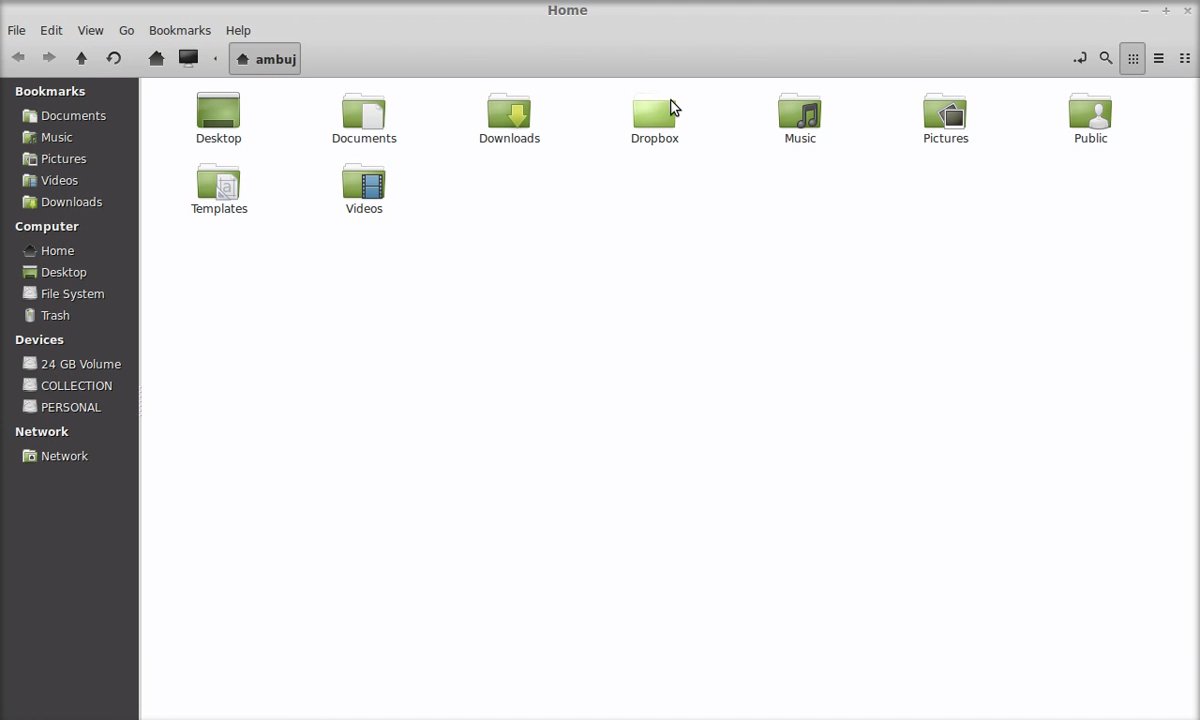 Home
File Edit View Go Bookmarks Help
ambuj
Bookmarks
Documents
Music
Pictures
Videos
Downloads
Computer
Home
Desktop
File System
Trash
Devices
24 GB Volume
COLLECTION
PERSONAL
Network
Network
Desktop Documents Downloads Dropbox Music Pictures Public
Templates Videos